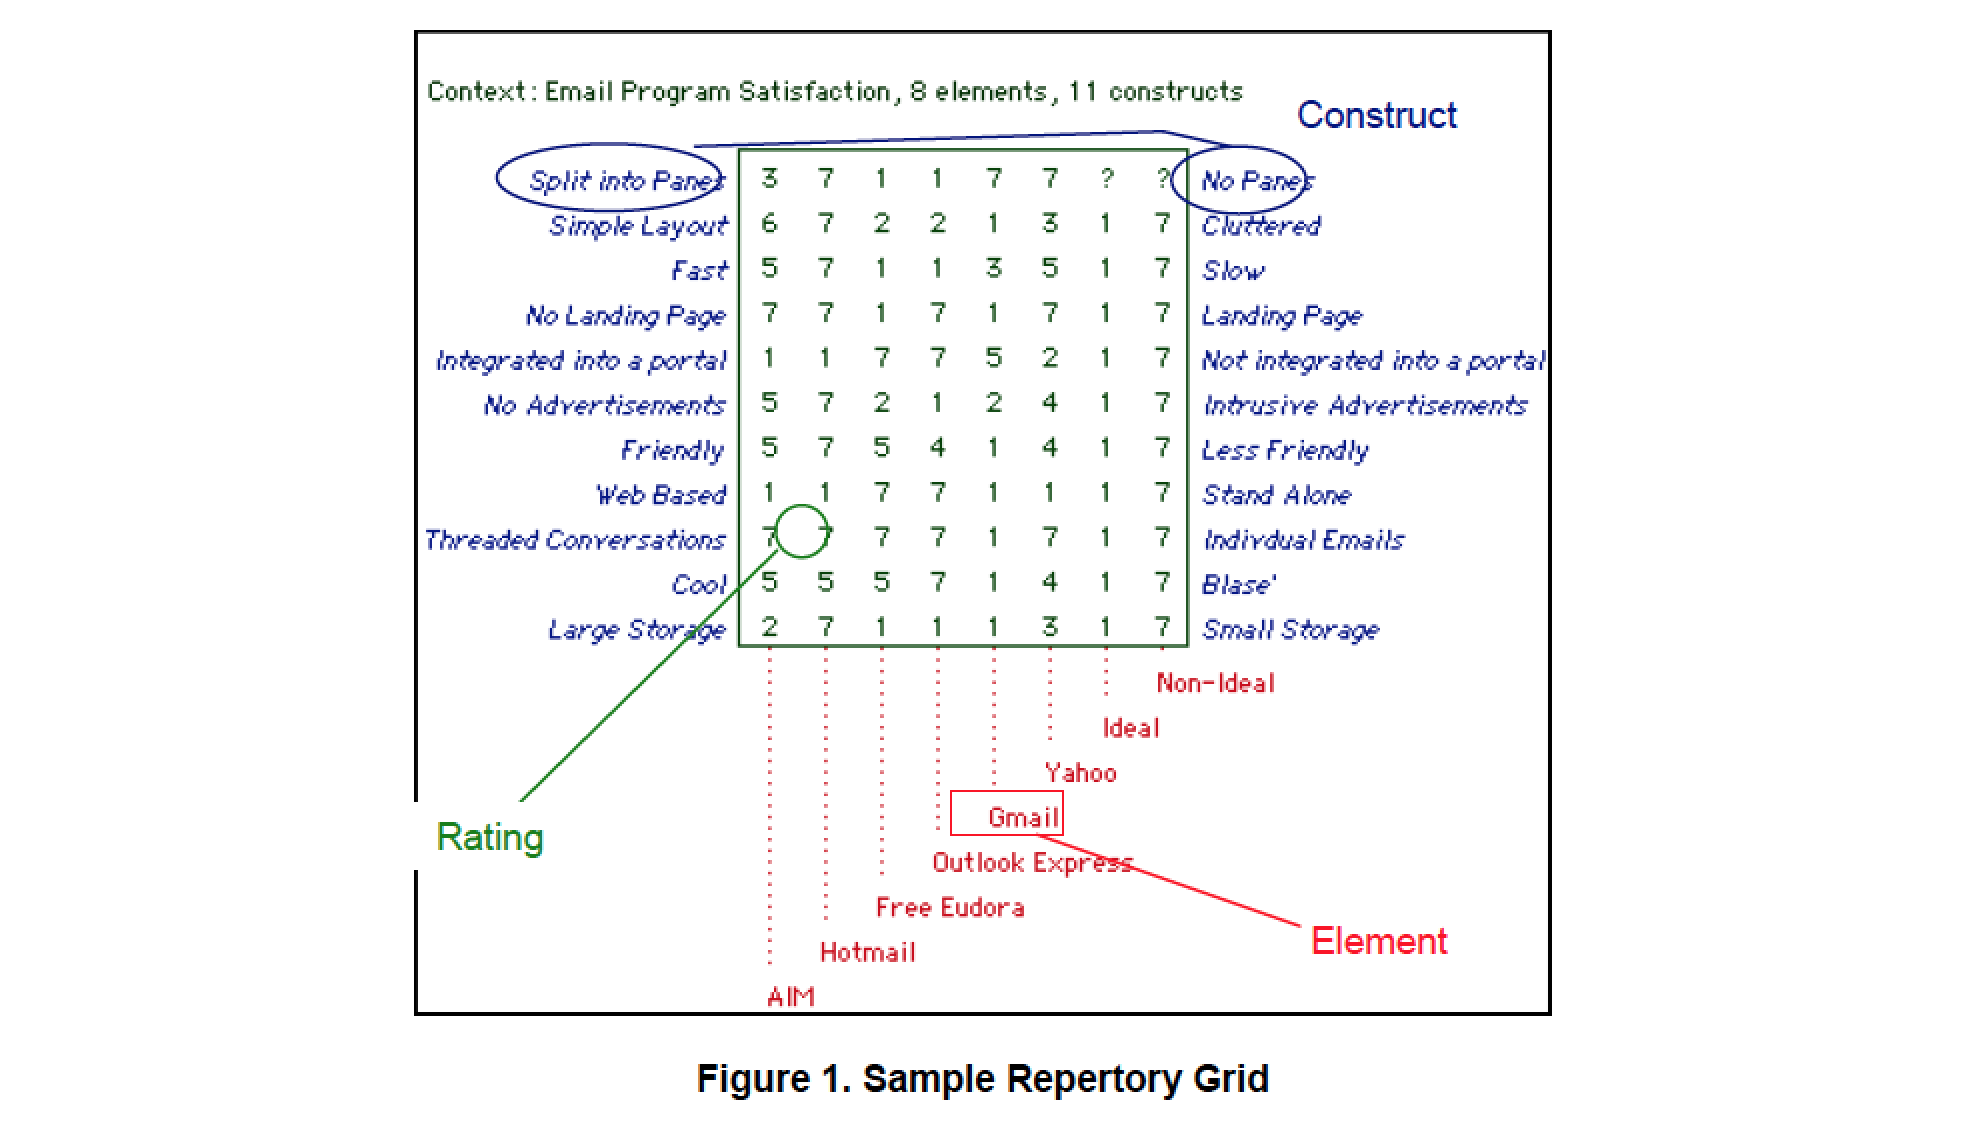 Context: Email Program Satisfaction, 8 elements, 11 constructs
Construct
Split into Panes 3 7 1 1 7 7 ? ? No Panes
Simple Layout 6 7 2 2 1 3 1 7 Cluttered
Fast 5 7 1 1 3 5 1 7 Slow
No Landing Page 7 7 1 7 1 7 1 7 Landing Page
Integrated into a portal 1 1 7 7 5 2 1 7 Not integrated into a portal
No Advertisements 5 7 2 1 2 4 1 7 Intrusive Advertisements
Friendly 5 7 5 4 1 4 1 7 Less Friendly
Web Based 1 1 7 7 1 1 1 7 Stand Alone
Threaded Conversations 7 7 7 7 1 7 1 7 Indivdual Emails
Cool 5 5 5 7 1 4 1 7 Blase'
Large Storage 2 7 1 1 1 3 1 7 Small Storage
Non-Ideal
Ideal
Yahoo
Gmail
Rating
Outlook Express
Free Eudora
Element
Hotmail
AIM
Figure 1. Sample Repertory Grid